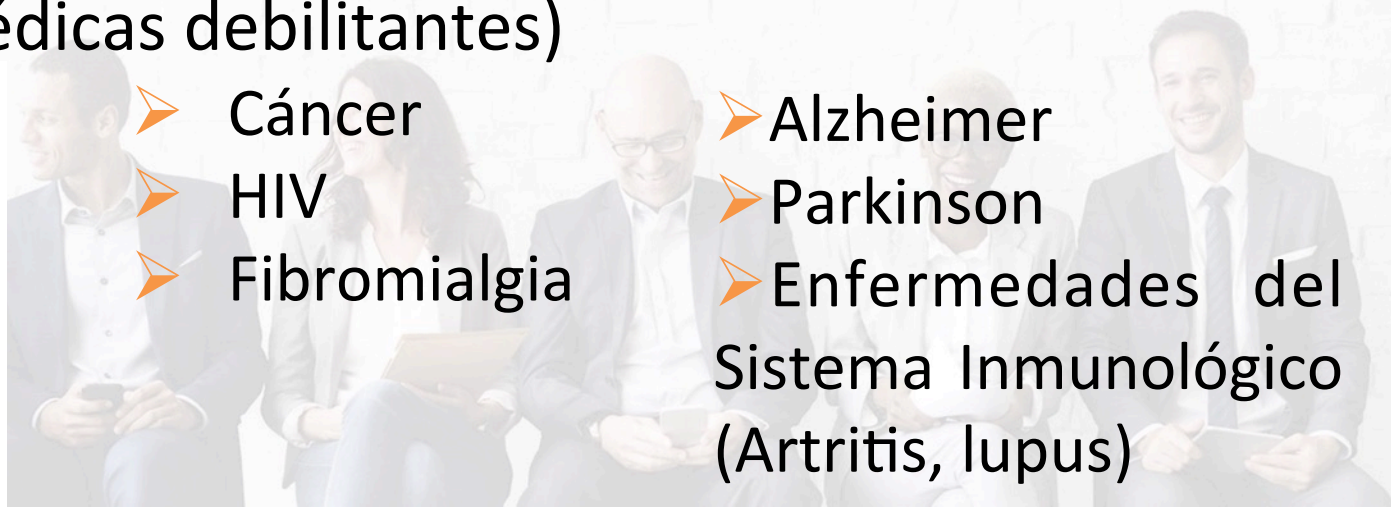 édicas debilitantes)
Cáncer
HIV
Fibromialgia
Alzheimer
Parkinson
Enfermedades del
Sistema Inmunológico
(Artritis, lupus)